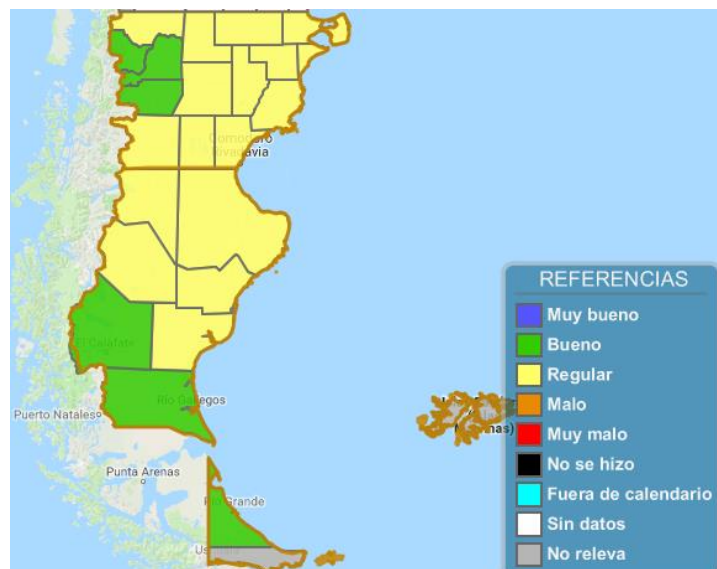 Comodoro
Rivadavia
El Calafate
Río Gallegos
Puerto Natales
Punta Arenas
Río Grande
Ushuaia
REFERENCIAS
Muy bueno
Bueno
Regular
Malo
Muy malo
No se hizo
Fuera de calendario
Sin datos
No releva